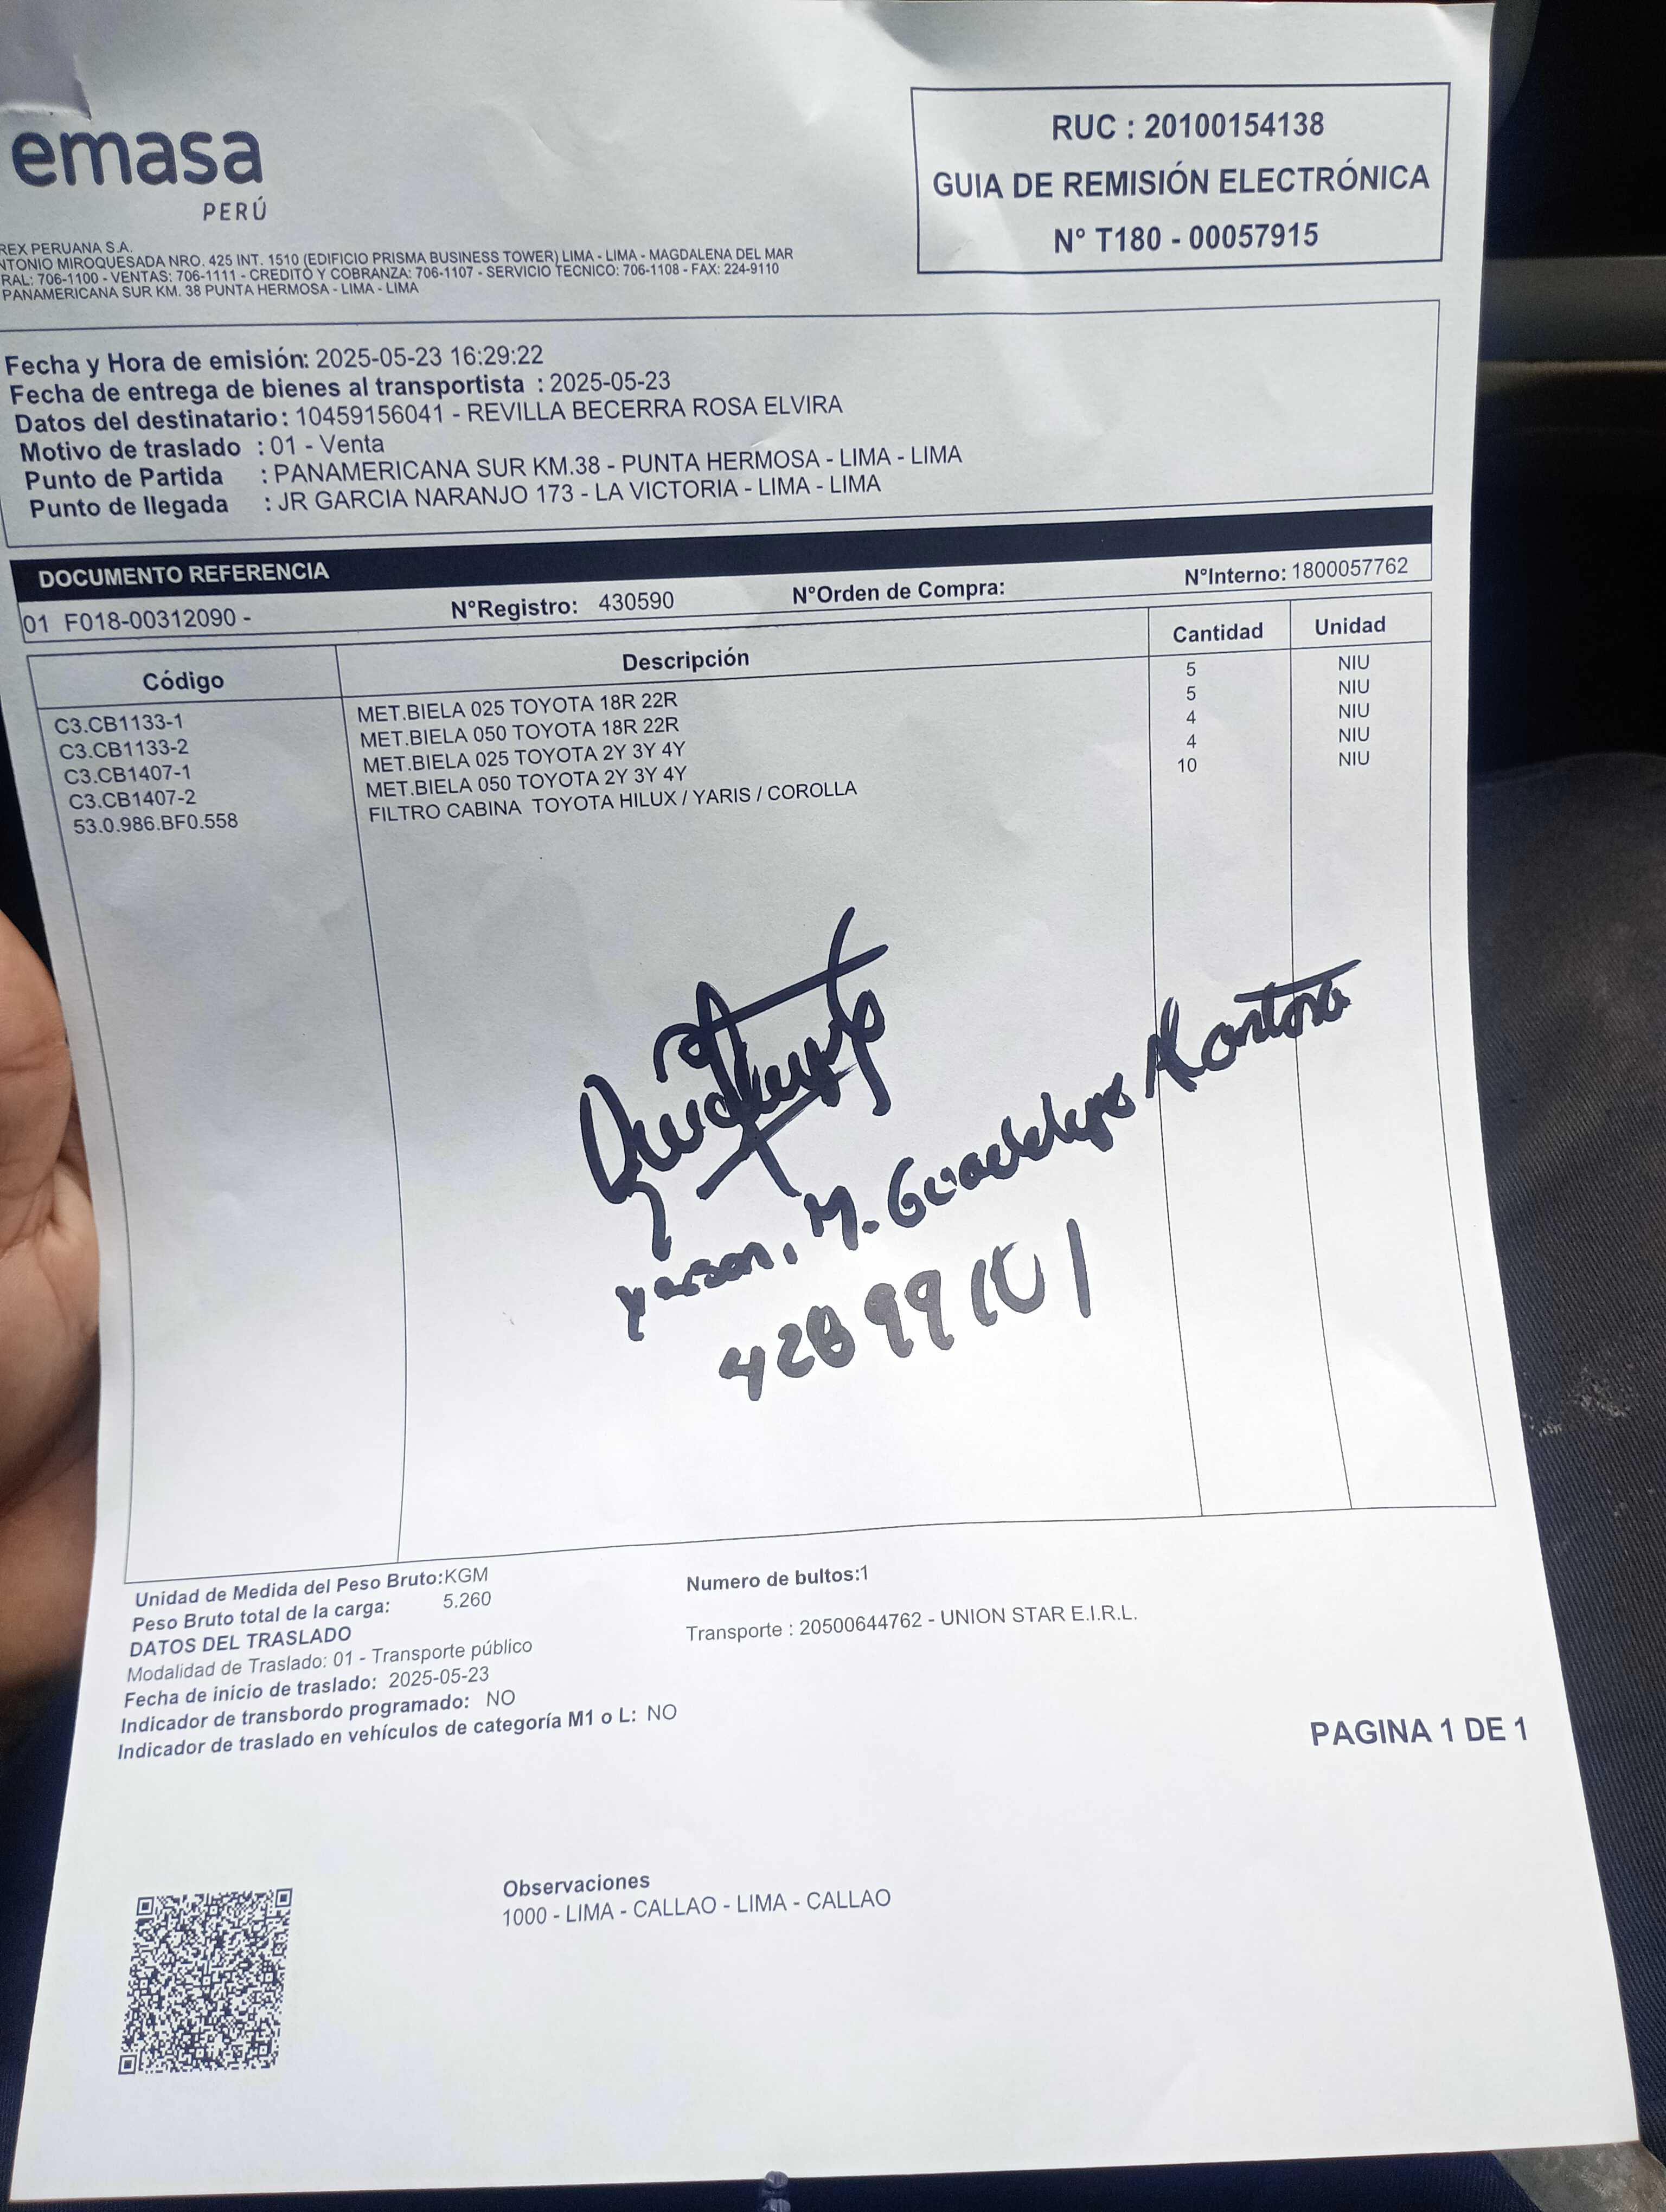 emasa
PERÚ
RUC : 20100154138
GUIA DE REMISIÓN ELECTRÓNICA
N° T180 - 00057915
REX PERUANA S.A.
NTONIO MIROQUESADA NRO. 425 INT. 1510 (EDIFICIO PRISMA BUSINESS TOWER) LIMA - LIMA - MAGDALENA DEL MAR
RAL: 706-1100 - VENTAS: 706-1111 - CREDITO Y COBRANZA: 706-1107 - SERVICIO TECNICO: 706-1108 - FAX: 224-9110
PANAMERICANA SUR KM. 38 PUNTA HERMOSA - LIMA - LIMA
Fecha y Hora de emisión: 2025-05-23 16:29:22
Fecha de entrega de bienes al transportista : 2025-05-23
Datos del destinatario: 10459156041 - REVILLA BECERRA ROSA ELVIRA
Motivo de traslado : 01 - Venta
Punto de Partida : PANAMERICANA SUR KM.38 - PUNTA HERMOSA - LIMA - LIMA
Punto de llegada : JR GARCIA NARANJO 173 - LA VICTORIA - LIMA - LIMA
DOCUMENTO REFERENCIA
01 F018-00312090 - N°Registro: 430590 N°Orden de Compra: N°Interno: 1800057762
Código Descripción Cantidad Unidad
C3.CB1133-1 MET.BIELA 025 TOYOTA 18R 22R 5 NIU
C3.CB1133-2 MET.BIELA 050 TOYOTA 18R 22R 5 NIU
C3.CB1407-1 MET.BIELA 025 TOYOTA 2Y 3Y 4Y 4 NIU
C3.CB1407-2 MET.BIELA 050 TOYOTA 2Y 3Y 4Y 4 NIU
53.0.986.BF0.558 FILTRO CABINA TOYOTA HILUX / YARIS / COROLLA 10 NIU
M. Guadelupe Alcantara
Unidad de Medida del Peso Bruto:KGM Numero de bultos:1
Peso Bruto total de la carga: 5.260
DATOS DEL TRASLADO Transporte : 20500644762 - UNION STAR E.I.R.L.
Modalidad de Traslado: 01 - Transporte público
Fecha de inicio de traslado: 2025-05-23
Indicador de transbordo programado: NO
Indicador de traslado en vehículos de categoría M1 o L: NO
PAGINA 1 DE 1
Observaciones
1000 - LIMA - CALLAO - LIMA - CALLAO